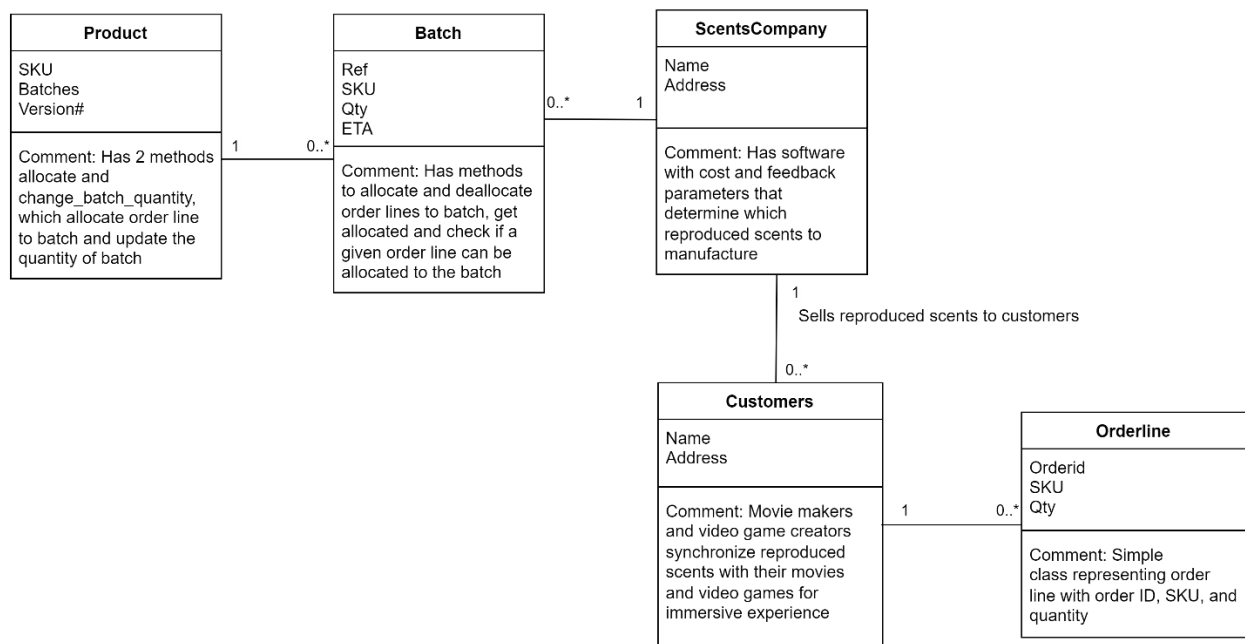 Product
SKU
Batches
Version#
Comment: Has 2 methods
allocate and
change_batch_quantity,
which allocate order line
to batch and update the
quantity of batch
1
0..*
Batch
Ref
SKU
Qty
ETA
Comment: Has methods
to allocate and deallocate
order lines to batch, get
allocated and check if a
given order line can be
allocated to the batch
0..*
1
ScentsCompany
Name
Address
Comment: Has software
with cost and feedback
parameters that
determine which
reproduced scents to
manufacture
1
Sells reproduced scents to customers
0..*
Customers
Name
Address
Comment: Movie makers
and video game creators
synchronize reproduced
scents with their movies
and video games for
immersive experience
1
0..*
Orderline
Orderid
SKU
Qty
Comment: Simple
class representing order
line with order ID, SKU, and
quantity